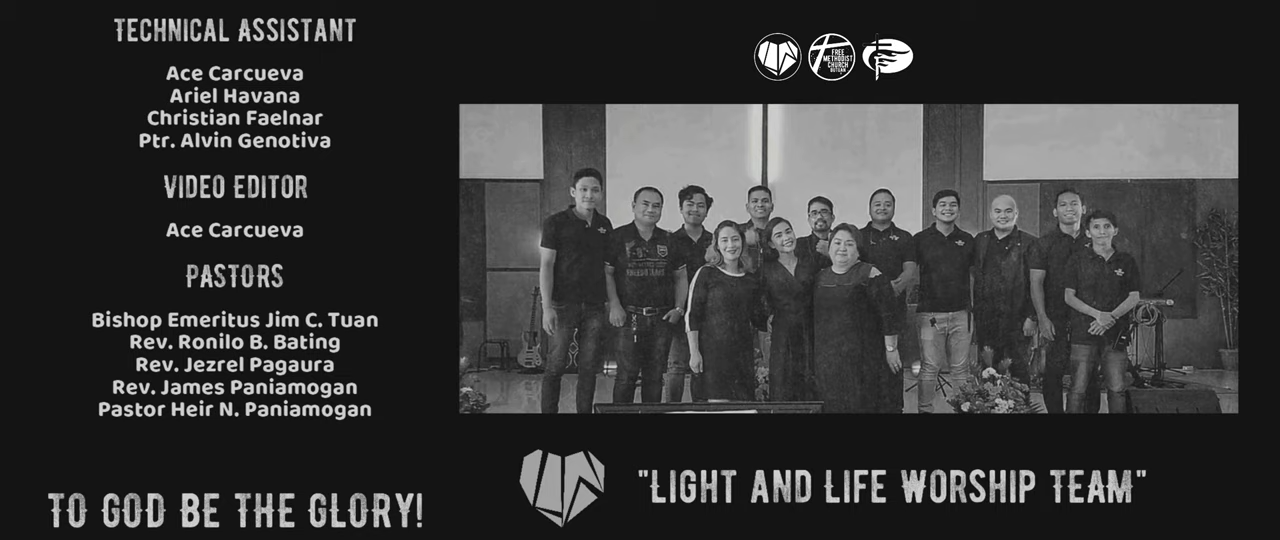 TECHNICAL ASSISTANT
Ace Carcueva
Ariel Havana
Christian Faelnar
Ptr. Alvin Genotiva
VIDEO EDITOR
Ace Carcueva
PASTORS
Bishop Emeritus Jim C. Tuan
Rev. Ronilo B. Bating
Rev. Jezrel Pagaura
Rev. James Paniamogan
Pastor Heir N. Paniamogan
TO GOD BE THE GLORY!
FREE
METHODIST
CHURCH
BUTUAN
"LIGHT AND LIFE WORSHIP TEAM"